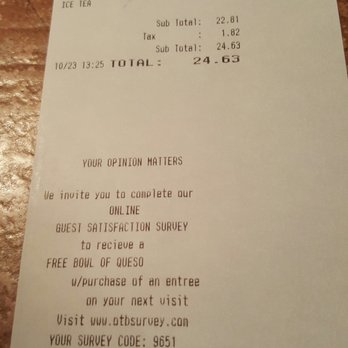 ICE TEA
Sub Total: 22.81
Tax : 1.82
Sub Total: 24.63
10/23 13:25 TOTAL: 24.63
YOUR OPINION MATTERS
We invite you to complete our
ONLINE
GUEST SATISFACTION SURVEY
to recieve a
FREE BOWL OF QUESO
w/purchase of an entree
on your next visit
Visit www.otbsurvey.com
YOUR SURVEY CODE: 9651